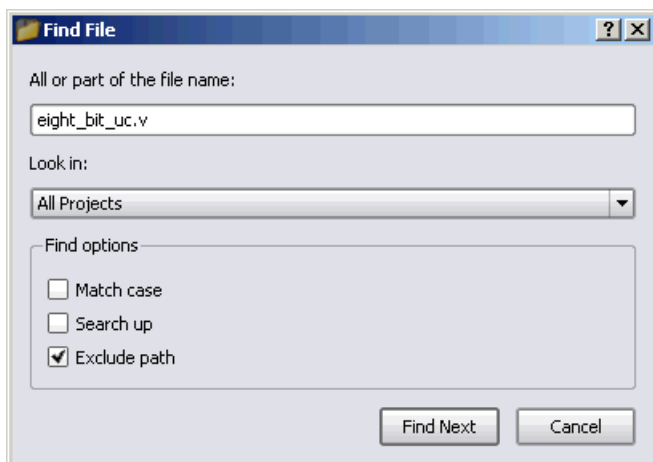 Find File
All or part of the file name:
eight_bit_uc.v
Look in:
All Projects
Find options
Match case
Search up
Exclude path
Find Next Cancel